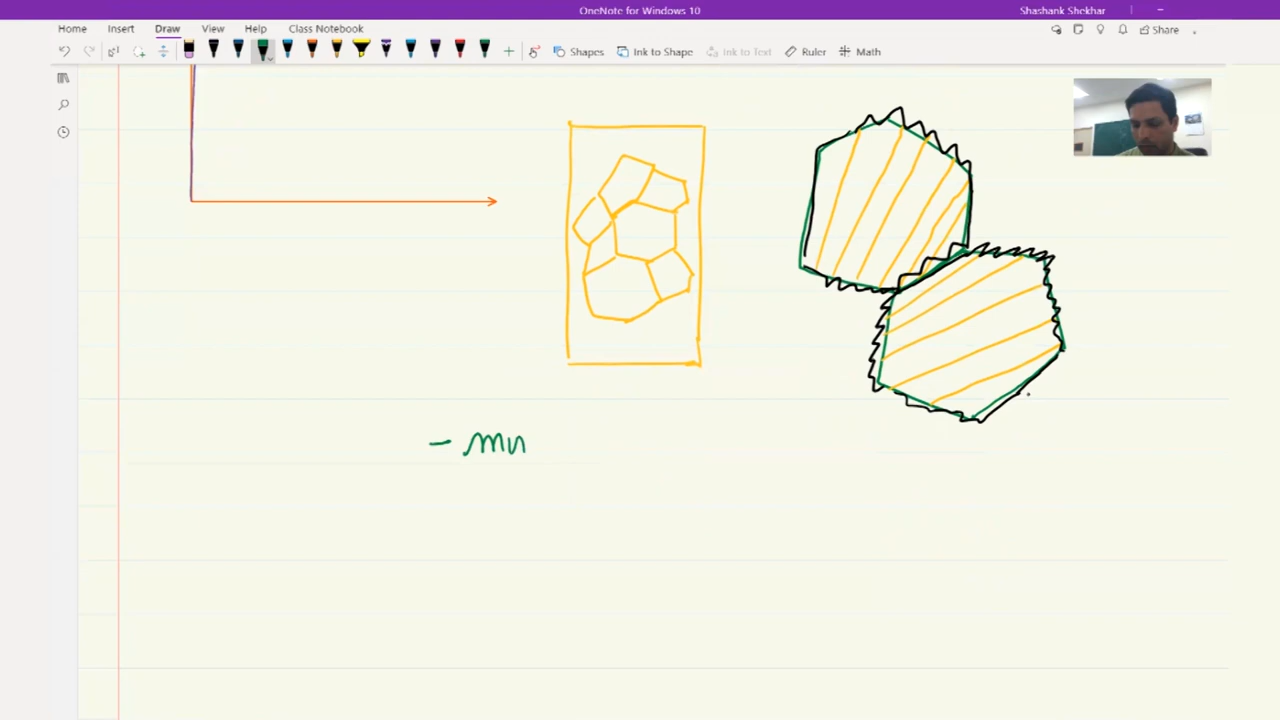 OneNote for Windows 10
Shashank Shekhar
Home Insert Draw View Help Class Notebook
Share
Shapes Ink to Shape Ink to Text Ruler Math
- mu